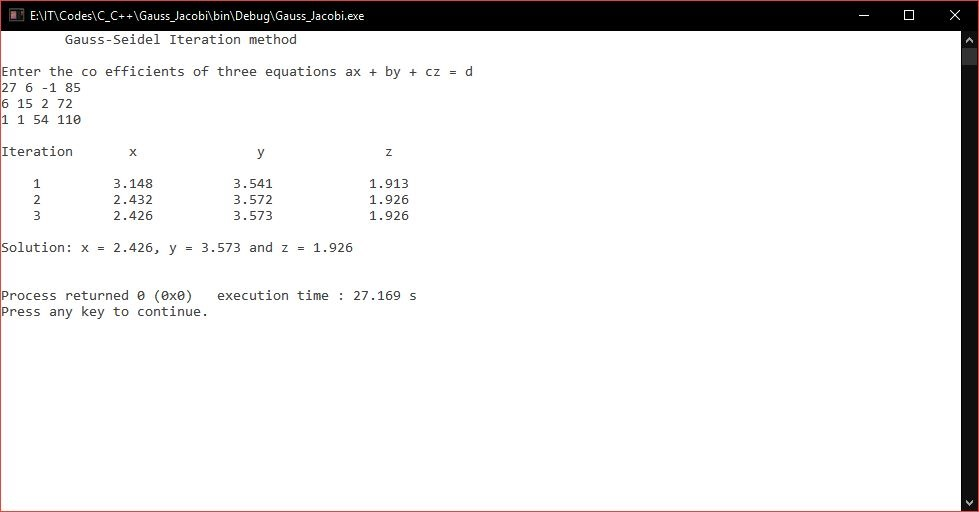 E:\IT\Codes\C_C++\Gauss_Jacobi\bin\Debug\Gauss_Jacobi.exe
Gauss-Seidel Iteration method
Enter the co efficients of three equations ax + by + cz = d
27 6 -1 85
6 15 2 72
1 1 54 110
Iteration x y z
1 3.148 3.541 1.913
2 2.432 3.572 1.926
3 2.426 3.573 1.926
Solution: x = 2.426, y = 3.573 and z = 1.926
Process returned 0 (0x0) execution time : 27.169 s
Press any key to continue.